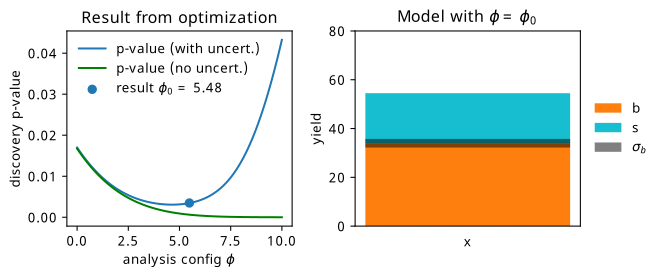 Result from optimization
discovery p-value
0.04
0.03
0.02
0.01
0.00
p-value (with uncert.)
p-value (no uncert.)
result ϕ₀ = 5.48
0.0 2.5 5.0 7.5 10.0
analysis config ϕ
Model with ϕ = ϕ₀
yield
80
60
40
20
0
x
b
s
σ_b